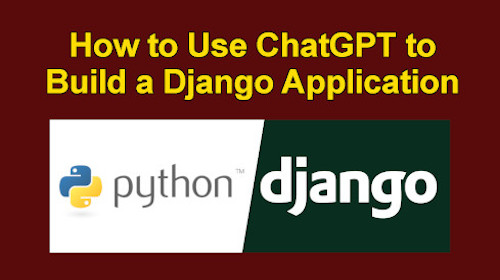 How to Use ChatGPT to
Build a Django Application
python™ django